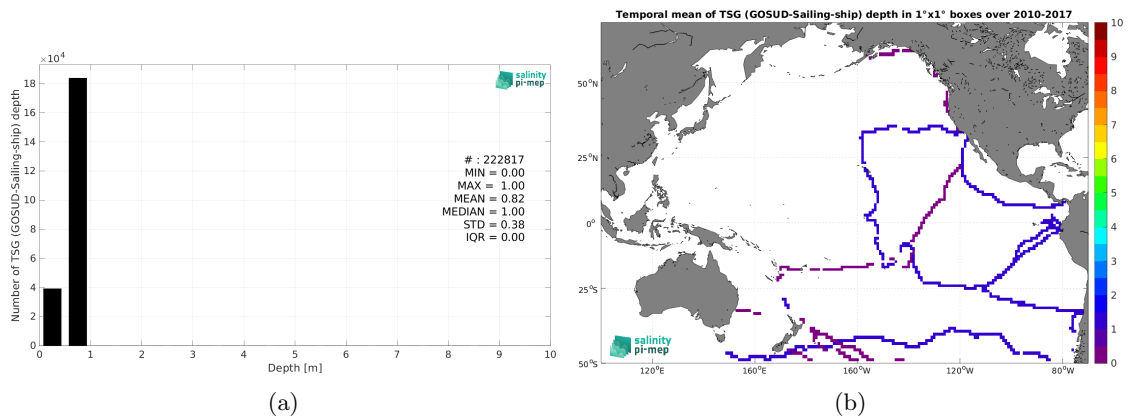 ×10⁴
18
16
14
12
10
8
6
4
2
0
Number of TSG (GOSUD-Sailing-ship) depth
salinity
pi-mep
# : 222817
MIN = 0.00
MAX = 1.00
MEAN = 0.82
MEDIAN = 1.00
STD = 0.38
IQR = 0.00
0 1 2 3 4 5 6 7 8 9 10
Depth [m]
(a)
Temporal mean of TSG (GOSUD-Sailing-ship) depth in 1°x1° boxes over 2010-2017
50°N
25°N
0°
25°S
50°S
salinity
pi-mep
120°E 160°E 160°W 120°W 80°W
10
9
8
7
6
5
4
3
2
1
0
(b)